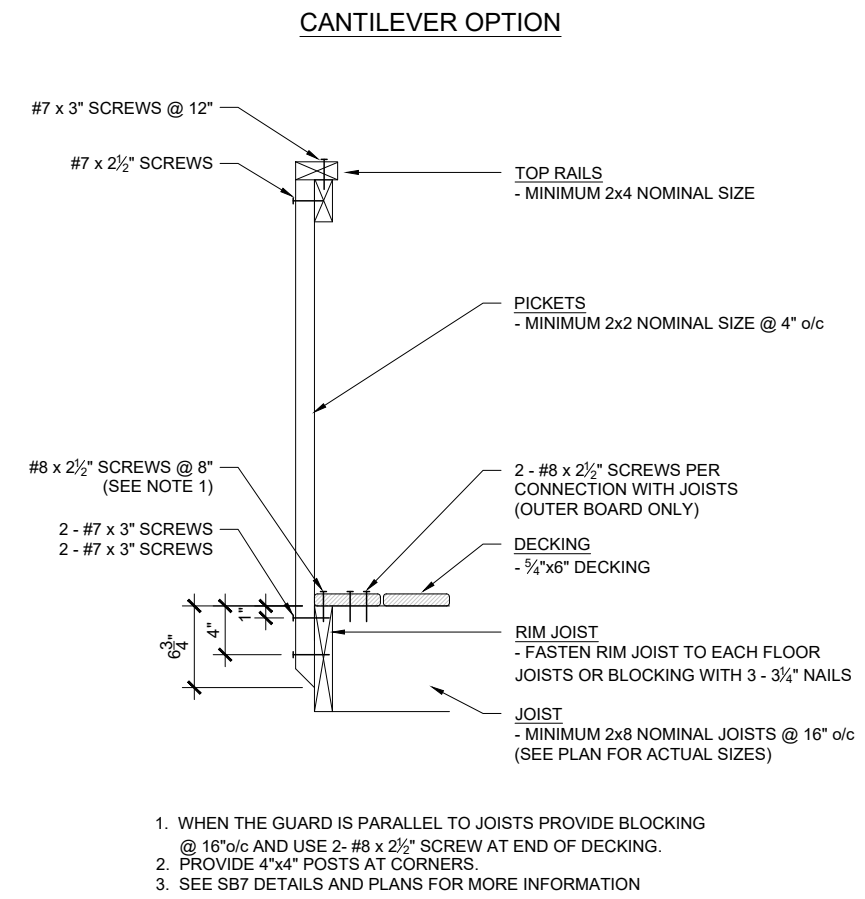 CANTILEVER OPTION
#7 x 3" SCREWS @ 12"
#7 x 2½" SCREWS
TOP RAILS
- MINIMUM 2x4 NOMINAL SIZE
PICKETS
- MINIMUM 2x2 NOMINAL SIZE @ 4" o/c
#8 x 2½" SCREWS @ 8"
(SEE NOTE 1)
2 - #7 x 3" SCREWS
2 - #7 x 3" SCREWS
2 - #8 x 2½" SCREWS PER
CONNECTION WITH JOISTS
(OUTER BOARD ONLY)
DECKING
- 5⁄4"x6" DECKING
1"
4"
6¾"
RIM JOIST
- FASTEN RIM JOIST TO EACH FLOOR
JOISTS OR BLOCKING WITH 3 - 3¼" NAILS
JOIST
- MINIMUM 2x8 NOMINAL JOISTS @ 16" o/c
(SEE PLAN FOR ACTUAL SIZES)
1. WHEN THE GUARD IS PARALLEL TO JOISTS PROVIDE BLOCKING
@ 16"o/c AND USE 2- #8 x 2½" SCREW AT END OF DECKING.
2. PROVIDE 4"x4" POSTS AT CORNERS.
3. SEE SB7 DETAILS AND PLANS FOR MORE INFORMATION